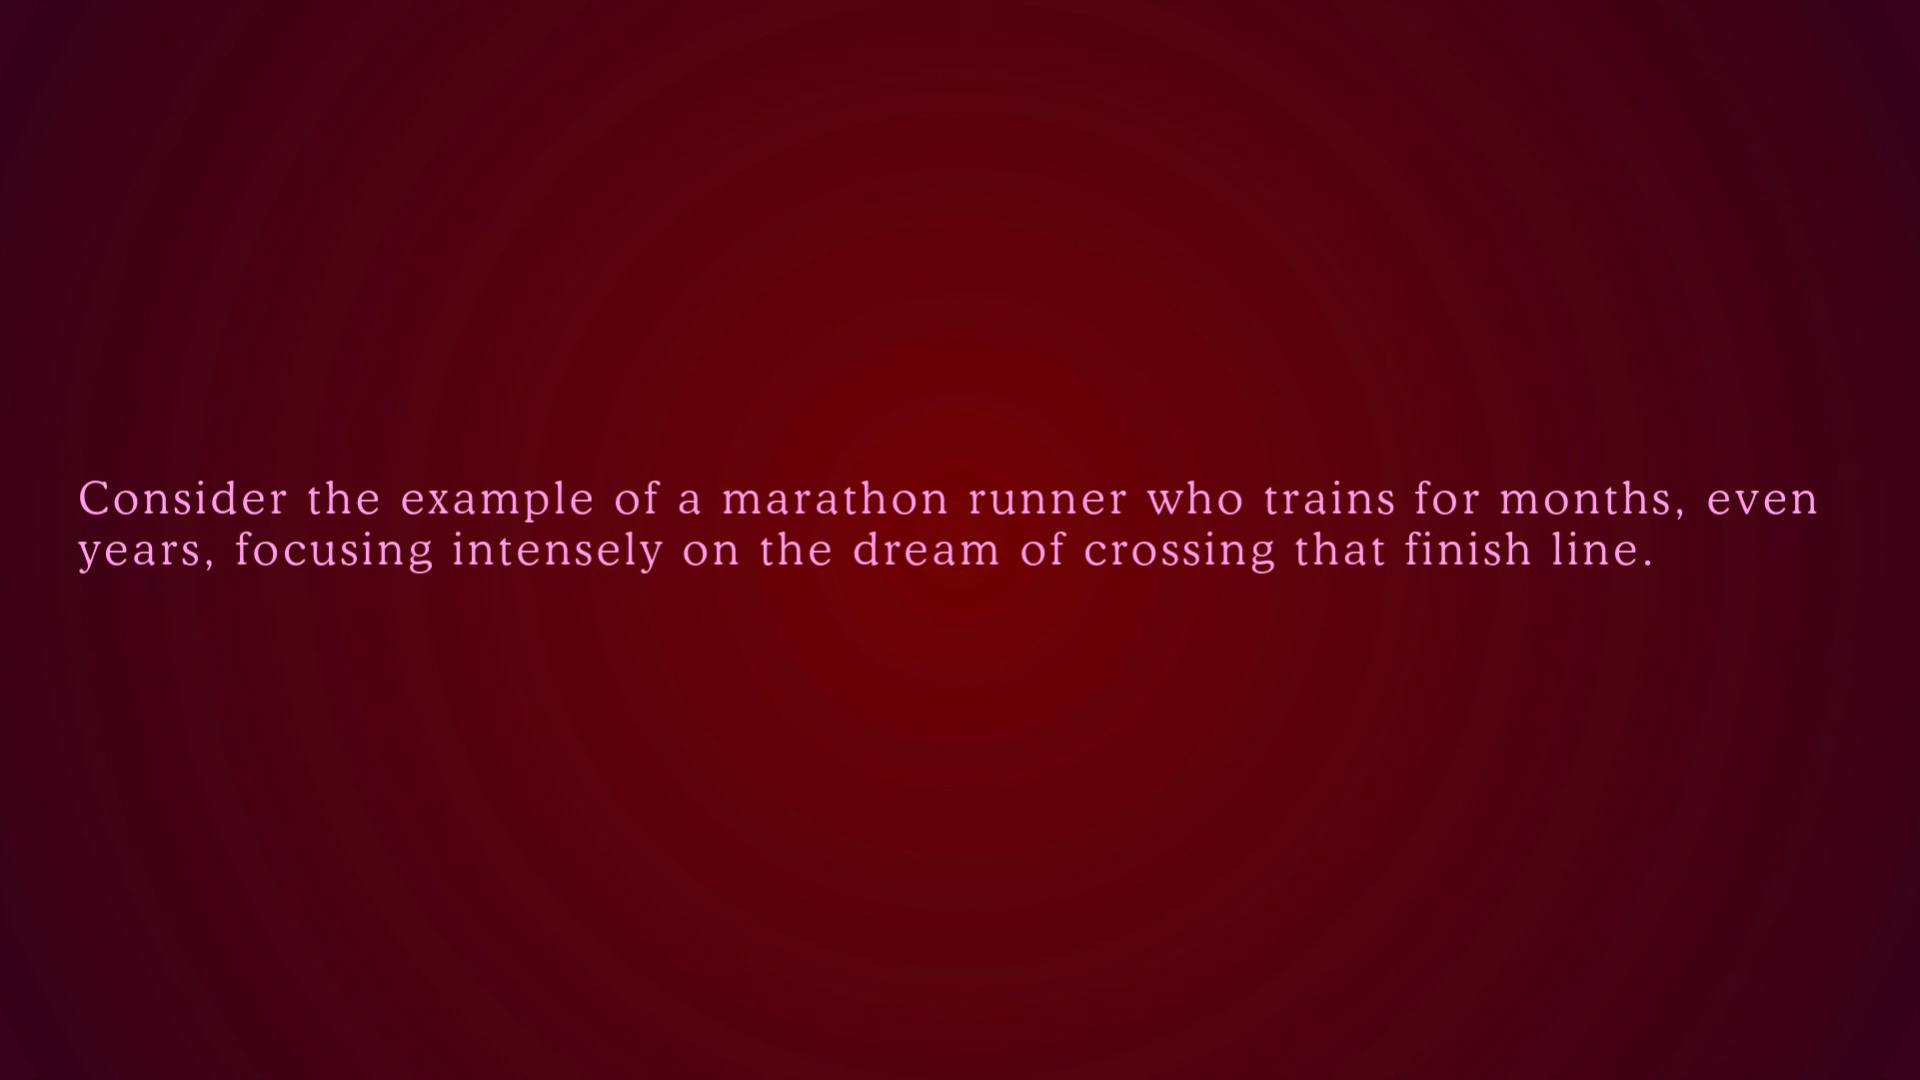 Consider the example of a marathon runner who trains for months, even
years, focusing intensely on the dream of crossing that finish line.